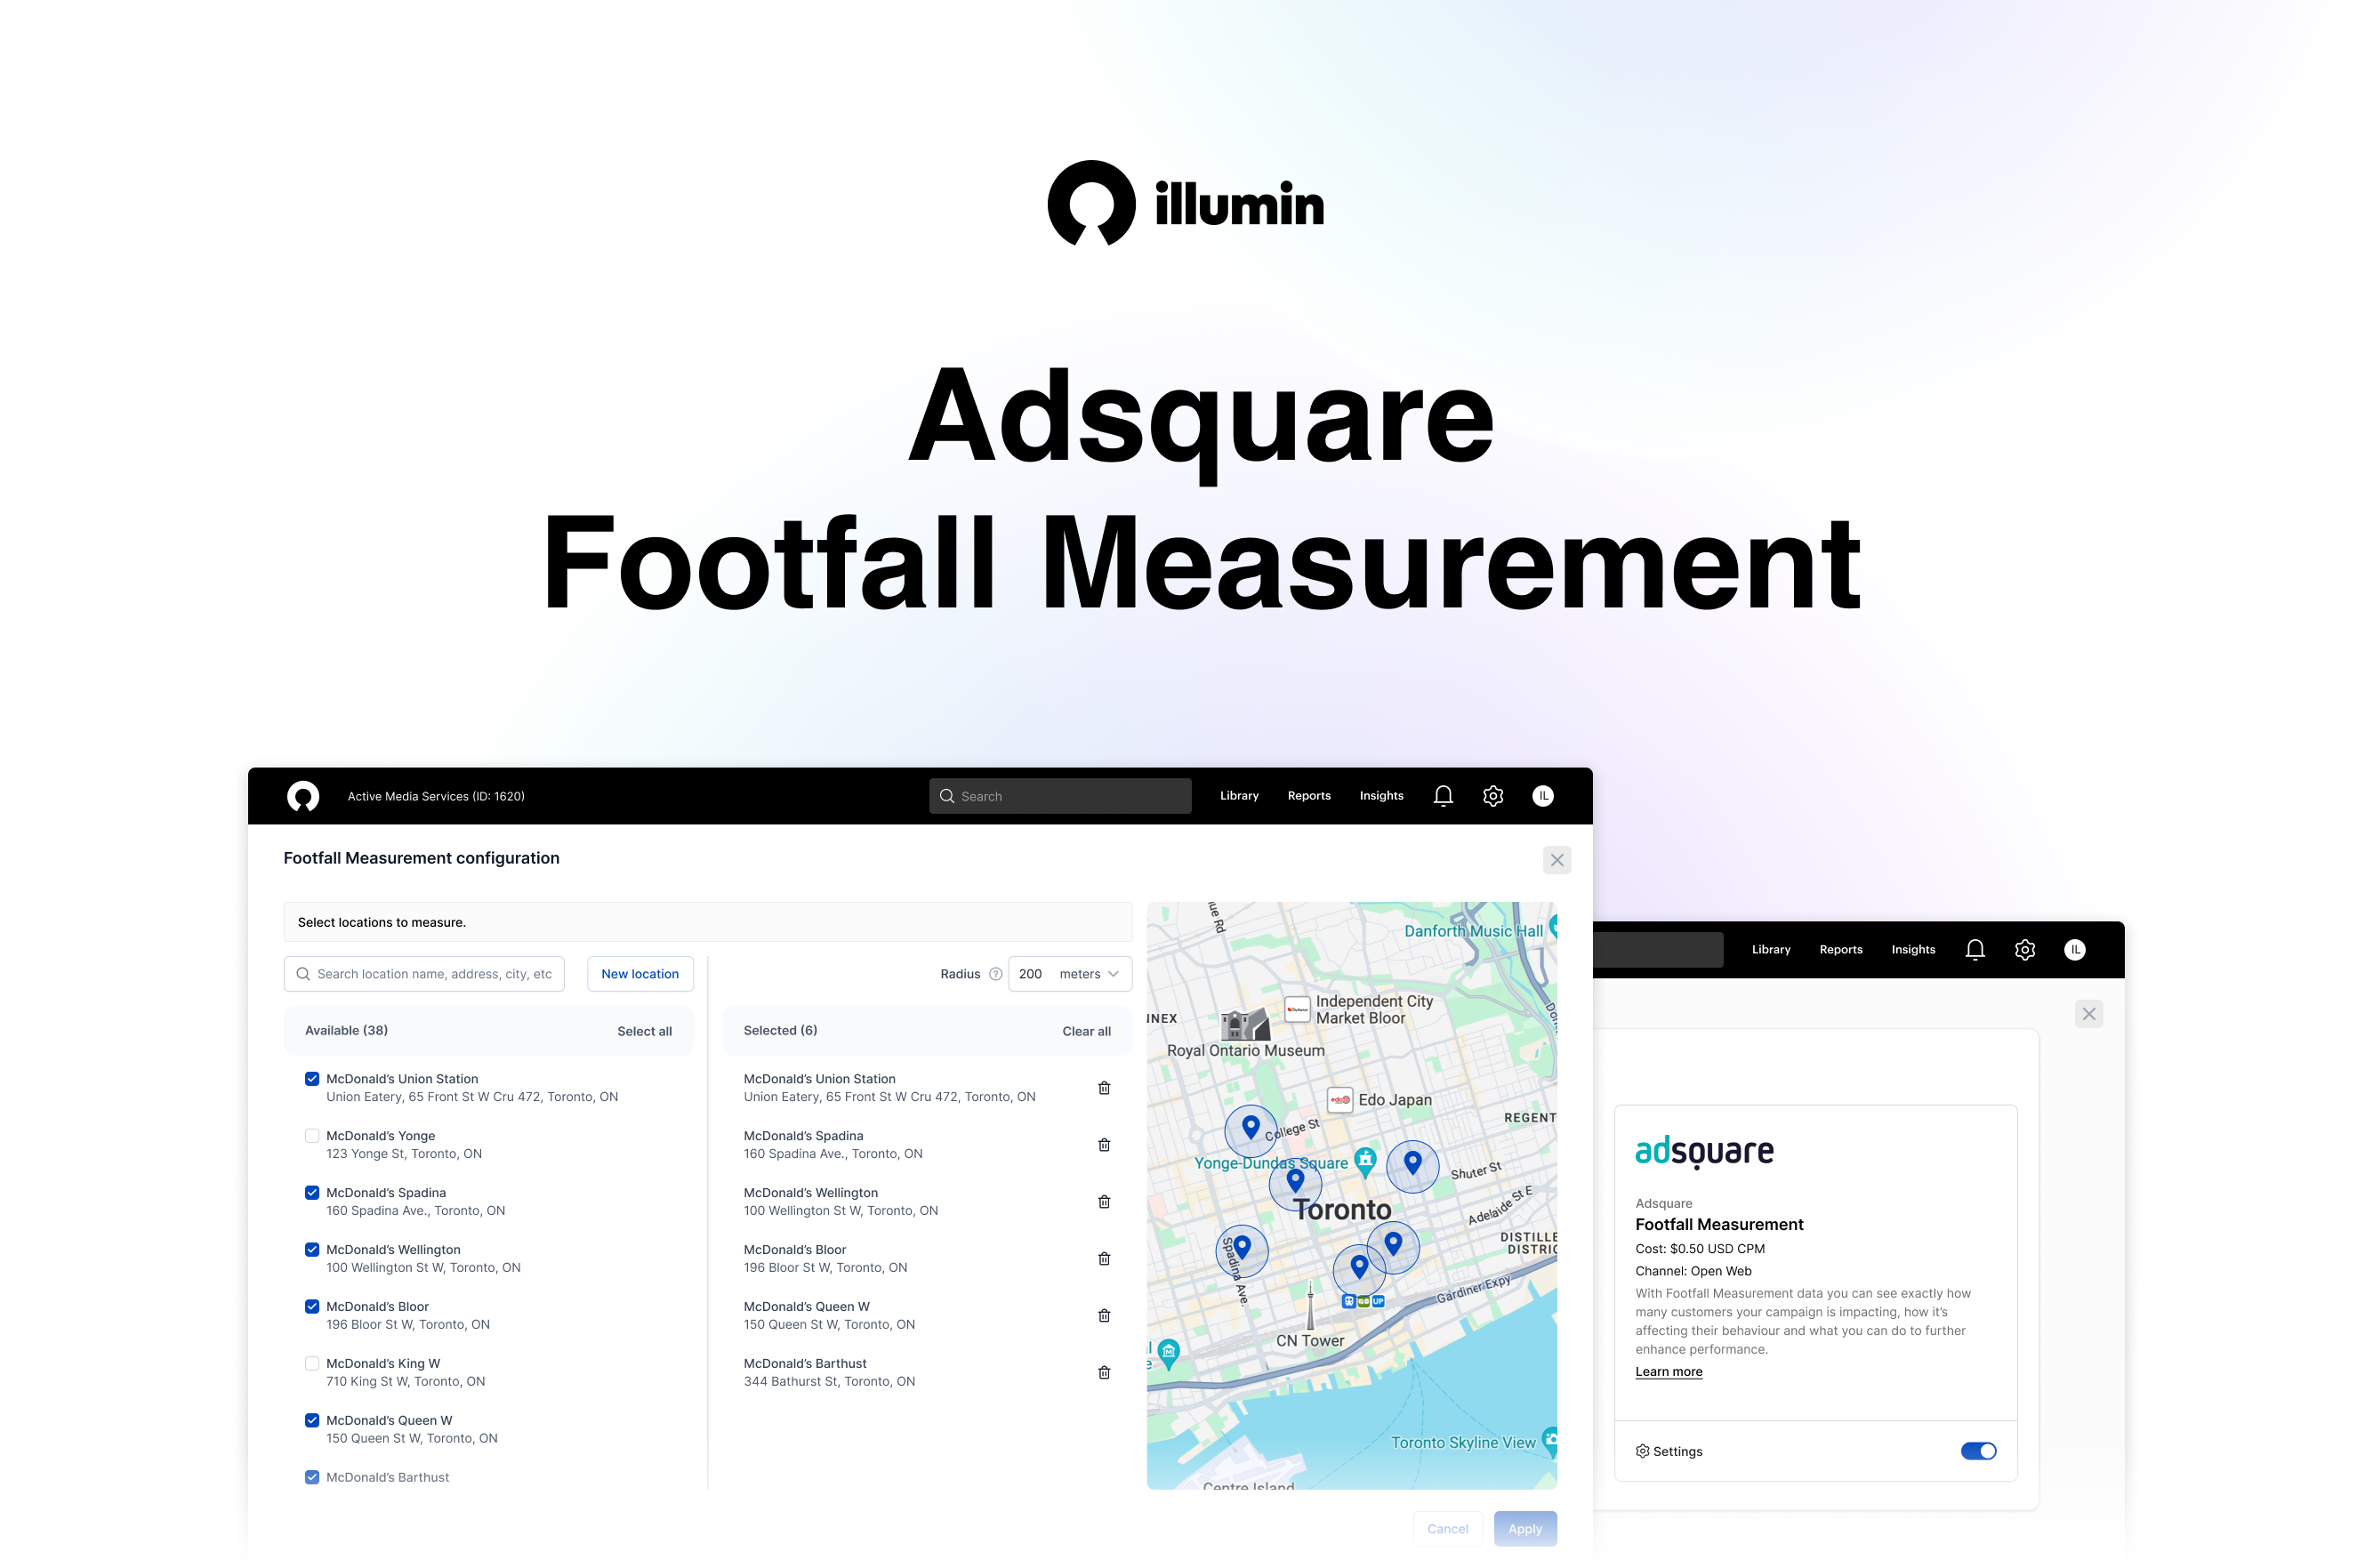 illumin
Adsquare
Footfall Measurement
Active Media Services (ID: 1620)
Search
Library
Reports
Insights
IL
Footfall Measurement configuration
Select locations to measure.
Search location name, address, city, etc
New location
Radius
?
200
meters
Available (38)
Select all
Selected (6)
Clear all
McDonald’s Union Station
Union Eatery, 65 Front St W Cru 472, Toronto, ON
McDonald’s Yonge
123 Yonge St, Toronto, ON
McDonald’s Spadina
160 Spadina Ave., Toronto, ON
McDonald’s Wellington
100 Wellington St W, Toronto, ON
McDonald’s Bloor
196 Bloor St W, Toronto, ON
McDonald’s King W
710 King St W, Toronto, ON
McDonald’s Queen W
150 Queen St W, Toronto, ON
McDonald’s Barthust
McDonald’s Union Station
Union Eatery, 65 Front St W Cru 472, Toronto, ON
McDonald’s Spadina
160 Spadina Ave., Toronto, ON
McDonald’s Wellington
100 Wellington St W, Toronto, ON
McDonald’s Bloor
196 Bloor St W, Toronto, ON
McDonald’s Queen W
150 Queen St W, Toronto, ON
McDonald’s Barthust
344 Bathurst St, Toronto, ON
ue Rd
Danforth Music Hall
Independent City
Market Bloor
NEX
Royal Ontario Museum
Edo Japan
REGENT
College St
Yonge-Dundas Square
Shuter St
Toronto
Adelaide St E
DISTILLE
DISTRIC
Spadina Ave.
UP
Gardiner Expy
CN Tower
Toronto Skyline View
Centre Island
Cancel
Apply
Library
Reports
Insights
IL
adsquare
Adsquare
Footfall Measurement
Cost: $0.50 USD CPM
Channel: Open Web
With Footfall Measurement data you can see exactly how
many customers your campaign is impacting, how it’s
affecting their behaviour and what you can do to further
enhance performance.
Learn more
Settings